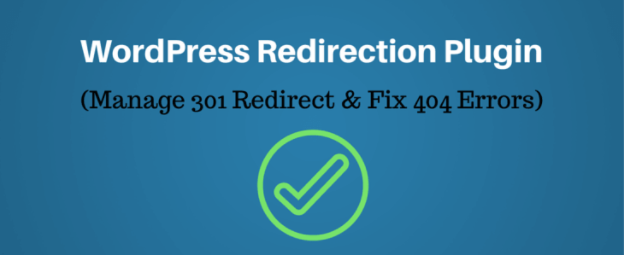 WordPress Redirection Plugin
(Manage 301 Redirect & Fix 404 Errors)